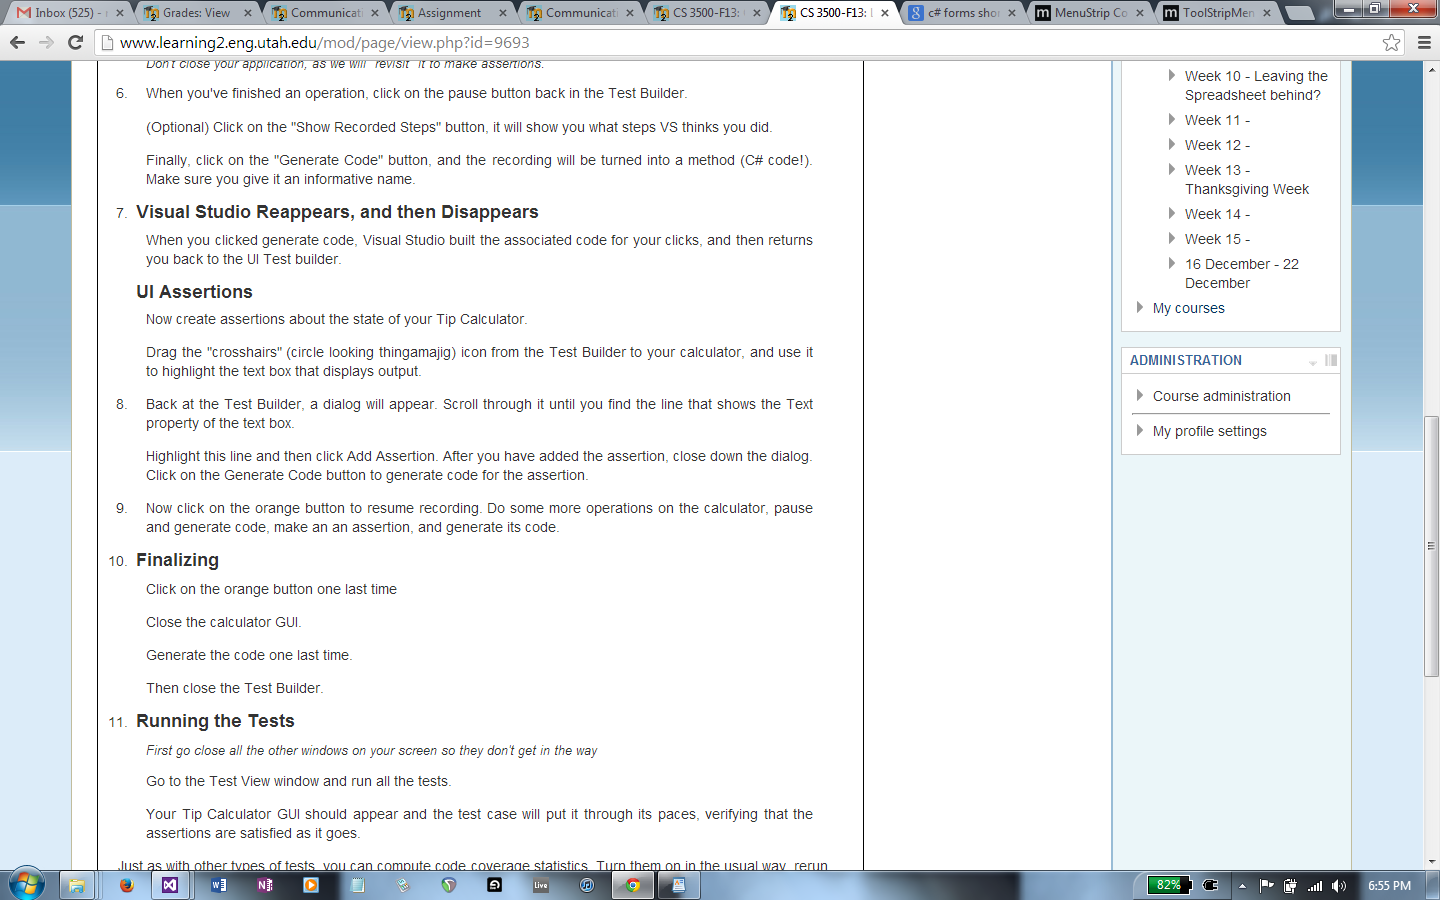 Inbox (525) -
Grades: View
Communicati
Assignment
Communicati
CS 3500-F13:
CS 3500-F13: L
c# forms shor
MenuStrip Co
ToolStripMen
www.learning2.eng.utah.edu/mod/page/view.php?id=9693
Don't close your application, as we will "revisit" it to make assertions.
6. When you've finished an operation, click on the pause button back in the Test Builder.
(Optional) Click on the "Show Recorded Steps" button, it will show you what steps VS thinks you did.
Finally, click on the "Generate Code" button, and the recording will be turned into a method (C# code!).
Make sure you give it an informative name.
7. Visual Studio Reappears, and then Disappears
When you clicked generate code, Visual Studio built the associated code for your clicks, and then returns
you back to the UI Test builder.
UI Assertions
Now create assertions about the state of your Tip Calculator.
Drag the "crosshairs" (circle looking thingamajig) icon from the Test Builder to your calculator, and use it
to highlight the text box that displays output.
8. Back at the Test Builder, a dialog will appear. Scroll through it until you find the line that shows the Text
property of the text box.
Highlight this line and then click Add Assertion. After you have added the assertion, close down the dialog.
Click on the Generate Code button to generate code for the assertion.
9. Now click on the orange button to resume recording. Do some more operations on the calculator, pause
and generate code, make an an assertion, and generate its code.
10. Finalizing
Click on the orange button one last time
Close the calculator GUI.
Generate the code one last time.
Then close the Test Builder.
11. Running the Tests
First go close all the other windows on your screen so they don't get in the way
Go to the Test View window and run all the tests.
Your Tip Calculator GUI should appear and the test case will put it through its paces, verifying that the
assertions are satisfied as it goes.
Just as with other types of tests, you can compute code coverage statistics. Turn them on in the usual way, rerun
Week 10 - Leaving the
Spreadsheet behind?
Week 11 -
Week 12 -
Week 13 -
Thanksgiving Week
Week 14 -
Week 15 -
16 December - 22
December
My courses
ADMINISTRATION
Course administration
My profile settings
Live
82%
6:55 PM